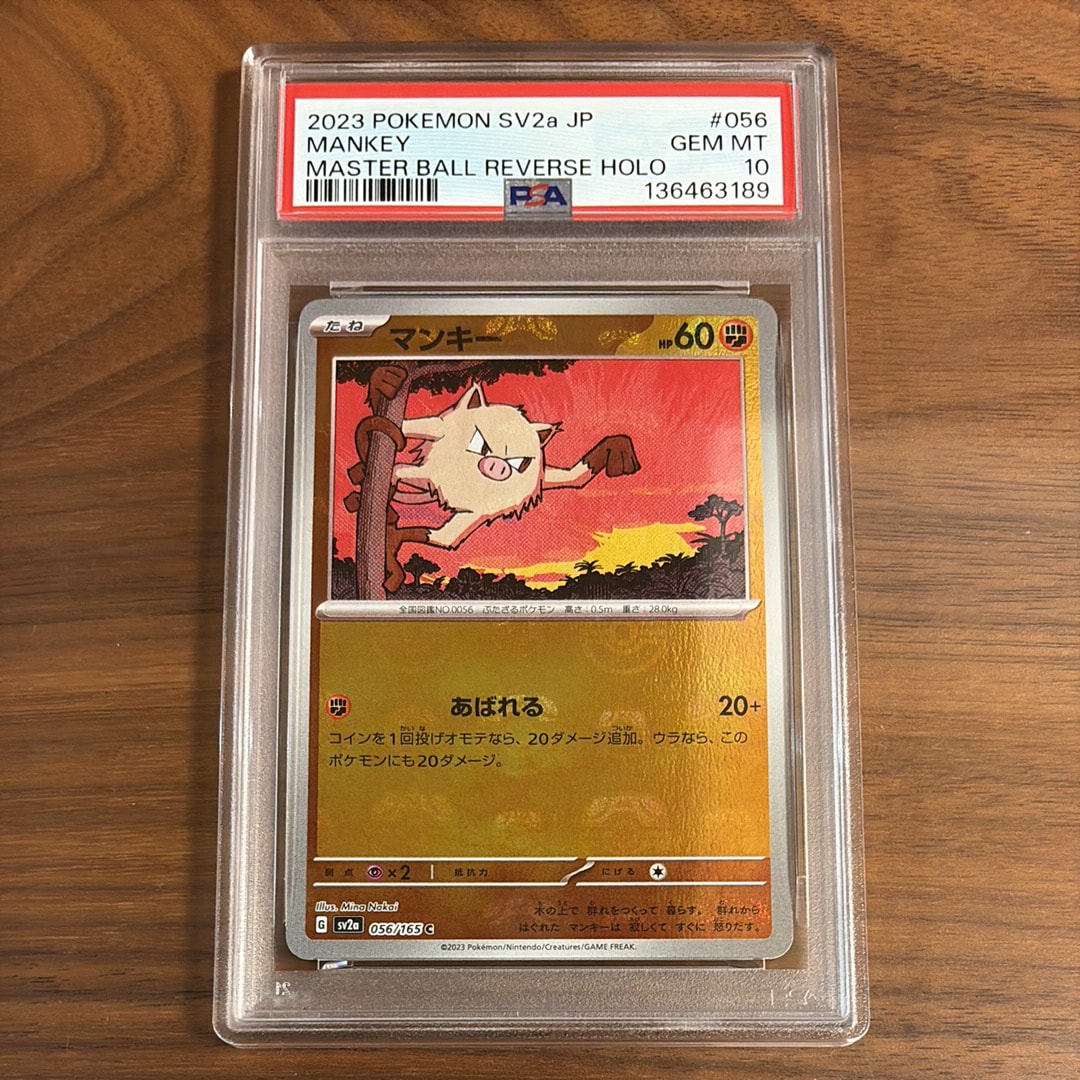 2023 POKEMON SV2a JP #056
MANKEY GEM MT
MASTER BALL REVERSE HOLO 10
PSA 136463189
たね マンキー HP60
全国図鑑NO.0056 ぶたざるポケモン 高さ:0.5m 重さ:28.0kg
あばれる 20+
コインを1回投げオモテなら、20ダメージ追加。ウラなら、この
ポケモンにも20ダメージ。
弱点 ×2 抵抗力 にげる
Illus. Mina Nakai
G sv2a 056/165 C
木の上で 群れをつくって 暮らす。 群れから
はぐれた マンキーは 寂しくて すぐに 怒りだす。
©2023 Pokémon/Nintendo/Creatures/GAME FREAK.